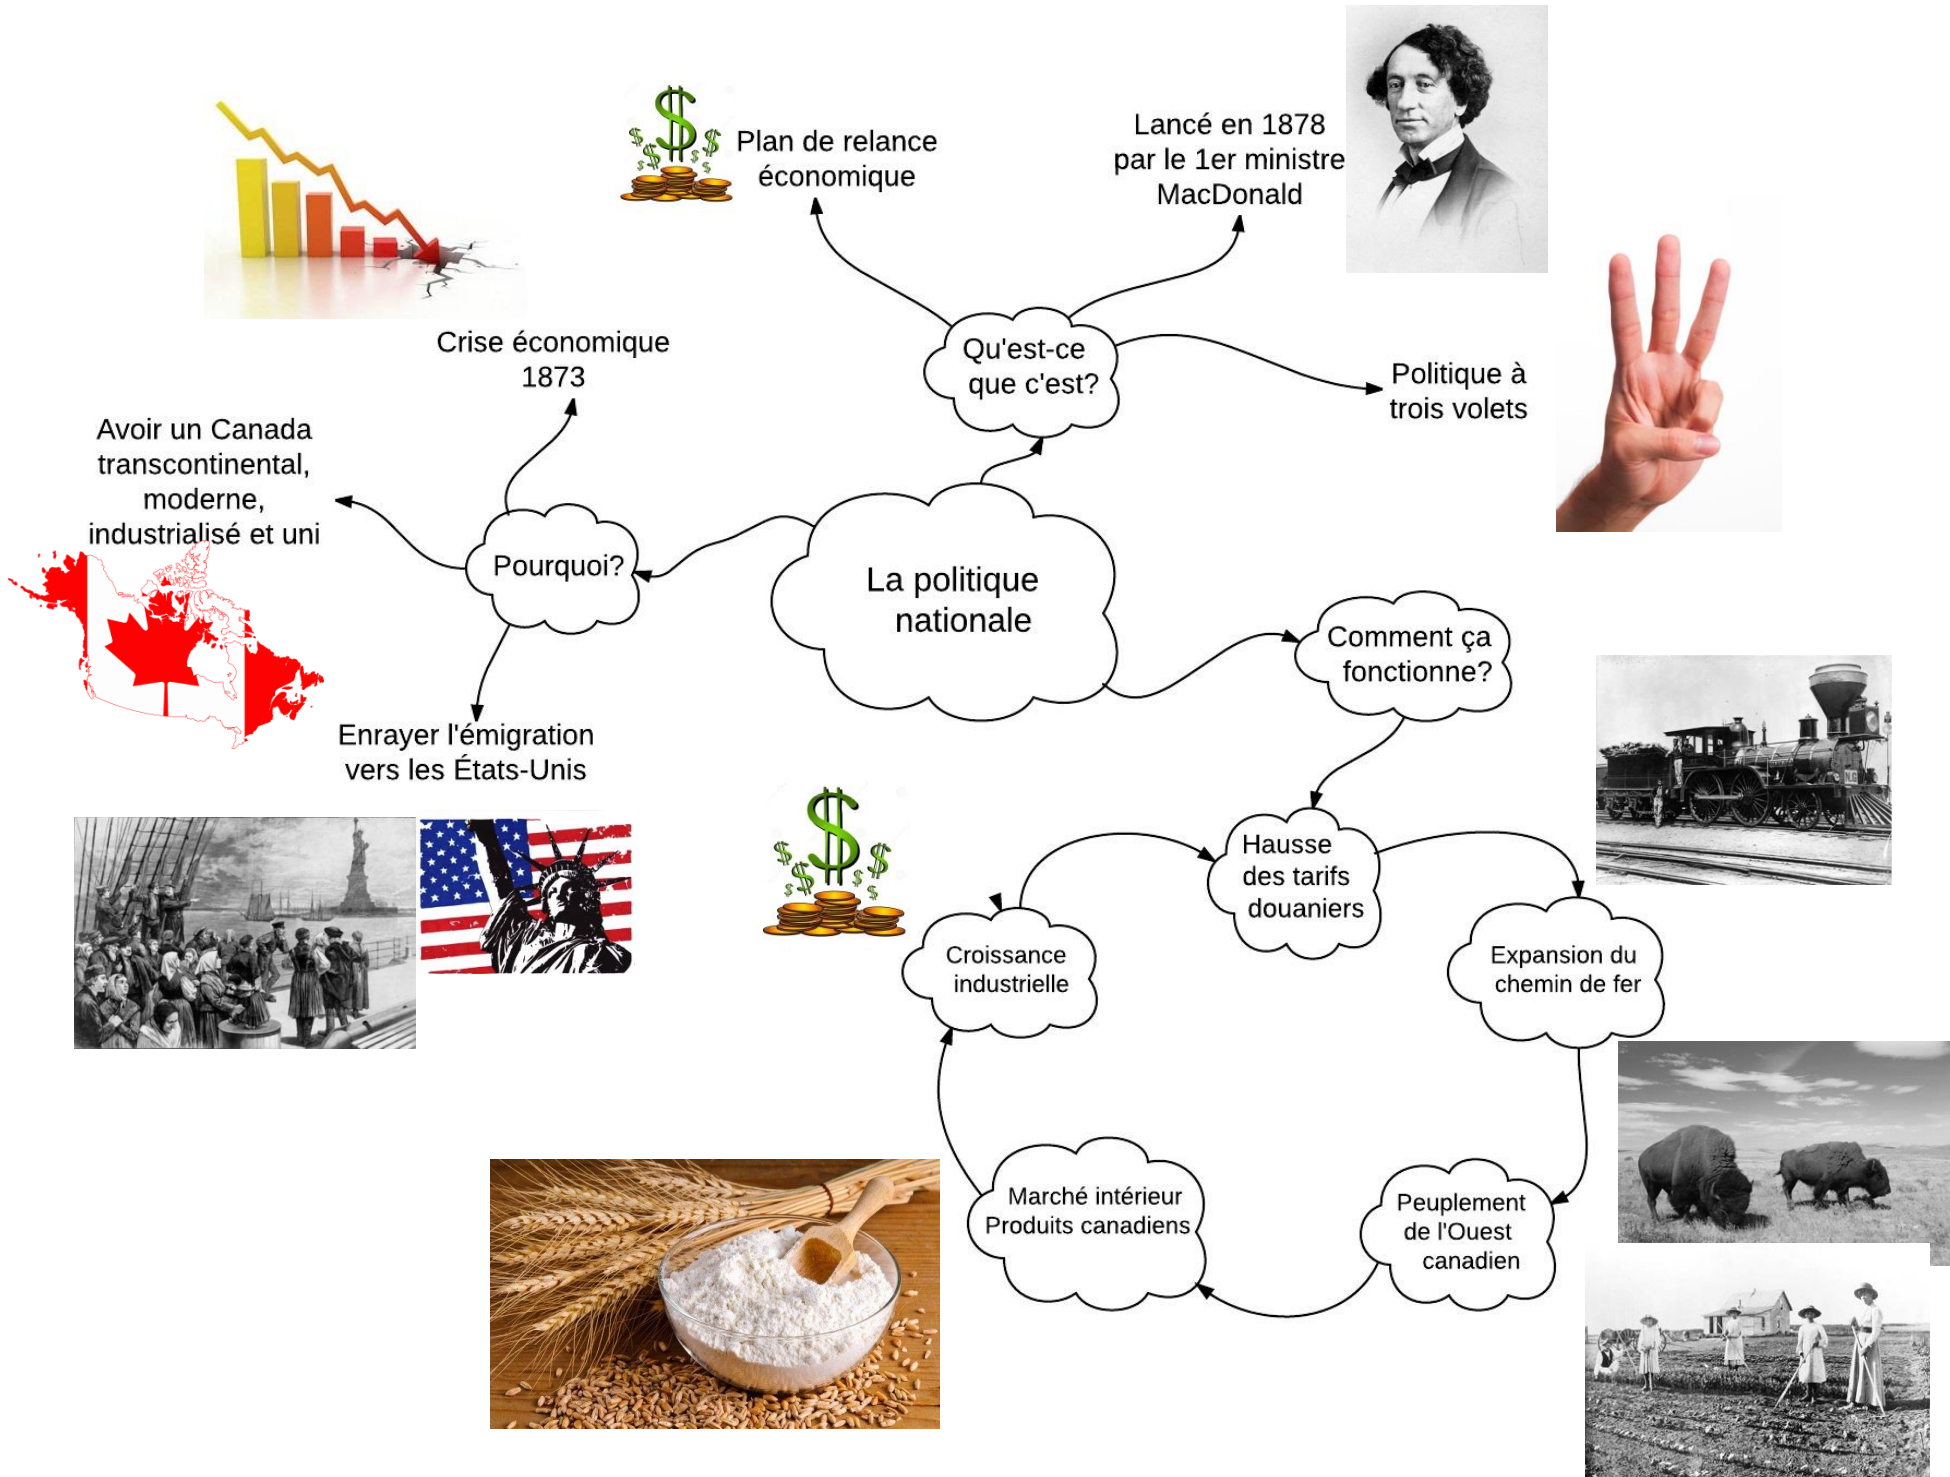 Plan de relance
économique
Lancé en 1878
par le 1er ministre
MacDonald
Qu'est-ce
que c'est?
Politique à
trois volets
Crise économique
1873
Avoir un Canada
transcontinental,
moderne,
industrialisé et uni
Pourquoi?
Enrayer l'émigration
vers les États-Unis
La politique
nationale
Comment ça
fonctionne?
Hausse
des tarifs
douaniers
Expansion du
chemin de fer
Peuplement
de l'Ouest
canadien
Marché intérieur
Produits canadiens
Croissance
industrielle